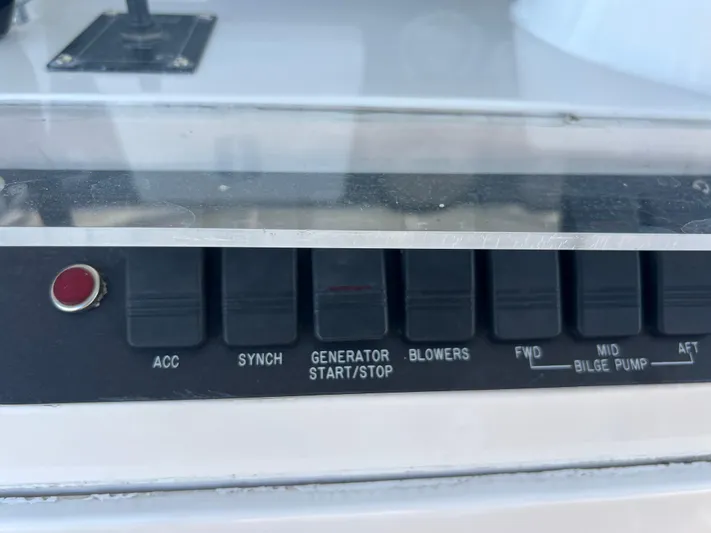 ACC
SYNCH
GENERATOR
START/STOP
BLOWERS
FWD
MID
AFT
BILGE PUMP